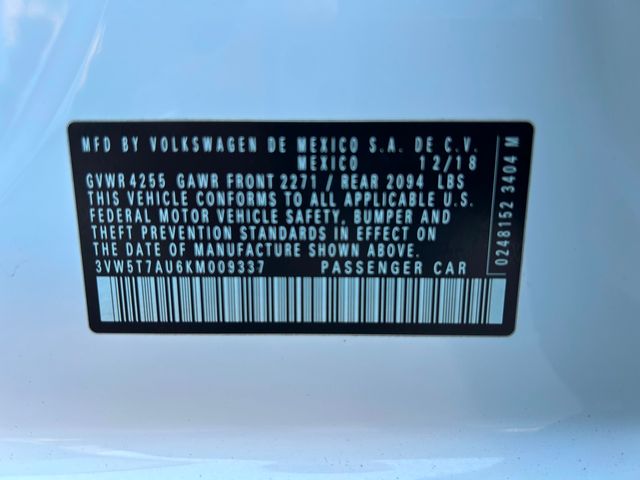 MFD BY VOLKSWAGEN DE MEXICO S.A. DE C.V.
MEXICO 12/18
GVWR 4255 GAWR FRONT 2271 / REAR 2094 LBS
THIS VEHICLE CONFORMS TO ALL APPLICABLE U.S.
FEDERAL MOTOR VEHICLE SAFETY, BUMPER AND
THEFT PREVENTION STANDARDS IN EFFECT ON
THE DATE OF MANUFACTURE SHOWN ABOVE.
3VW5T7AU6KM009337 PASSENGER CAR
0248152 3404 M